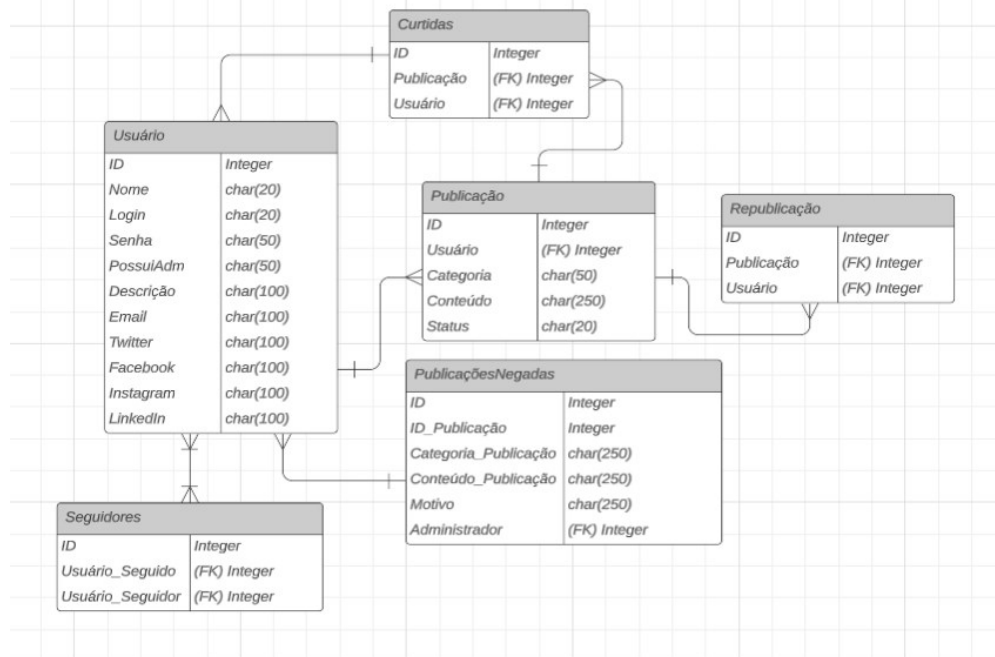 Curtidas
ID Integer
Publicação (FK) Integer
Usuário (FK) Integer
Usuário
ID Integer
Nome char(20)
Login char(20)
Senha char(50)
PossuiAdm char(50)
Descrição char(100)
Email char(100)
Twitter char(100)
Facebook char(100)
Instagram char(100)
LinkedIn char(100)
Publicação
ID Integer
Usuário (FK) Integer
Categoria char(50)
Conteúdo char(250)
Status char(20)
Republicação
ID Integer
Publicação (FK) Integer
Usuário (FK) Integer
PublicaçõesNegadas
ID Integer
ID_Publicação Integer
Categoria_Publicação char(250)
Conteúdo_Publicação char(250)
Motivo char(250)
Administrador (FK) Integer
Seguidores
ID Integer
Usuário_Seguido (FK) Integer
Usuário_Seguidor (FK) Integer